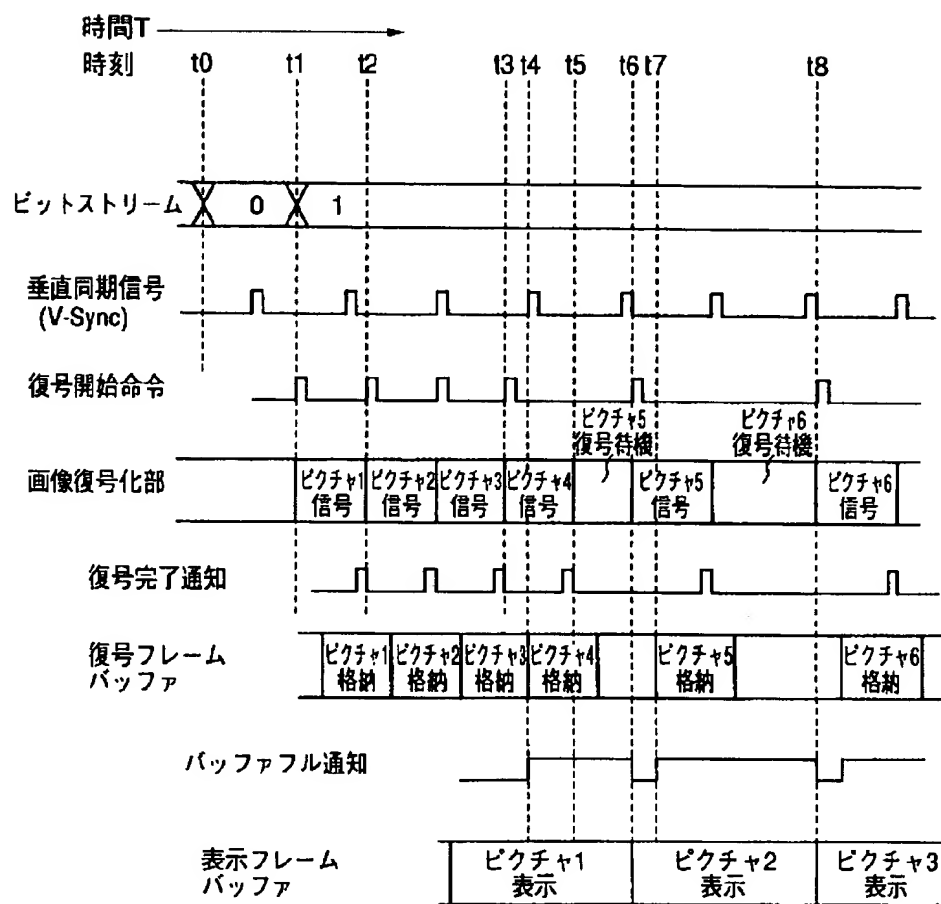 時間T
時刻 t0 t1 t2 t3 t4 t5 t6 t7 t8
ビットストリーム 0 1
垂直同期信号
(V-Sync)
復号開始命令
ピクチャ5 ピクチャ6
復号待機 復号待機
画像復号化部 ピクチャ1 ピクチャ2 ピクチャ3 ピクチャ4 ピクチャ5 ピクチャ6
信号 信号 信号 信号 信号 信号
復号完了通知
復号フレーム ピクチャ1 ピクチャ2 ピクチャ3 ピクチャ4 ピクチャ5 ピクチャ6
バッファ 格納 格納 格納 格納 格納 格納
バッファフル通知
表示フレーム ピクチャ1 ピクチャ2 ピクチャ3
バッファ 表示 表示 表示